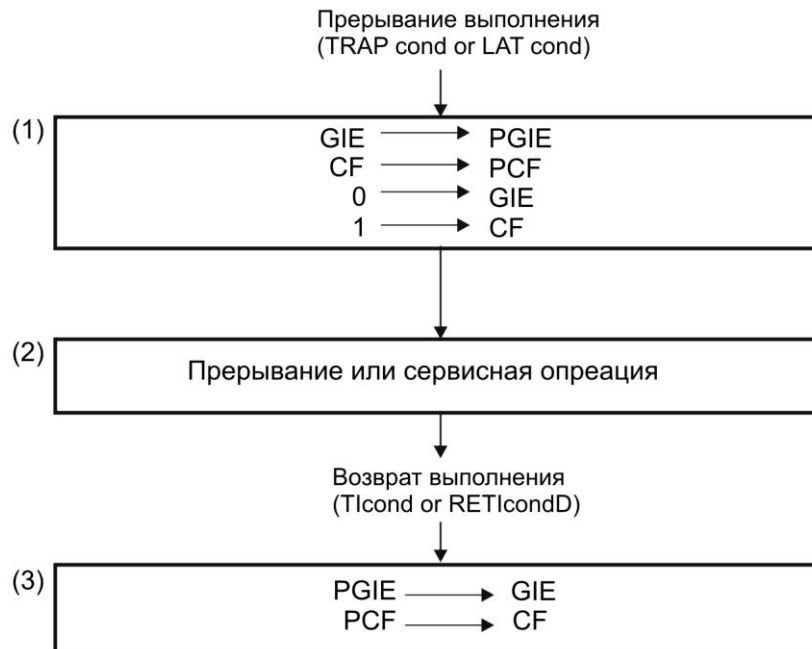 Прерывание выполнения
(TRAP cond or LAT cond)
(1)
GIE → PGIE
CF → PCF
0 → GIE
1 → CF
(2)
Прерывание или сервисная опреация
Возврат выполнения
(TIcond or RETIcondD)
(3)
PGIE → GIE
PCF → CF